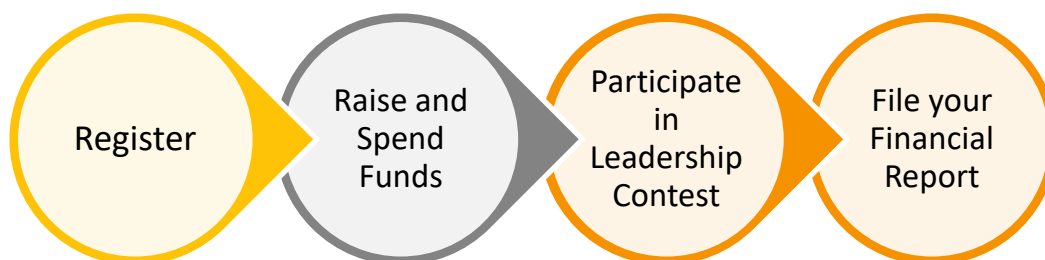 Register
Raise and
Spend
Funds
Participate
in
Leadership
Contest
File your
Financial
Report